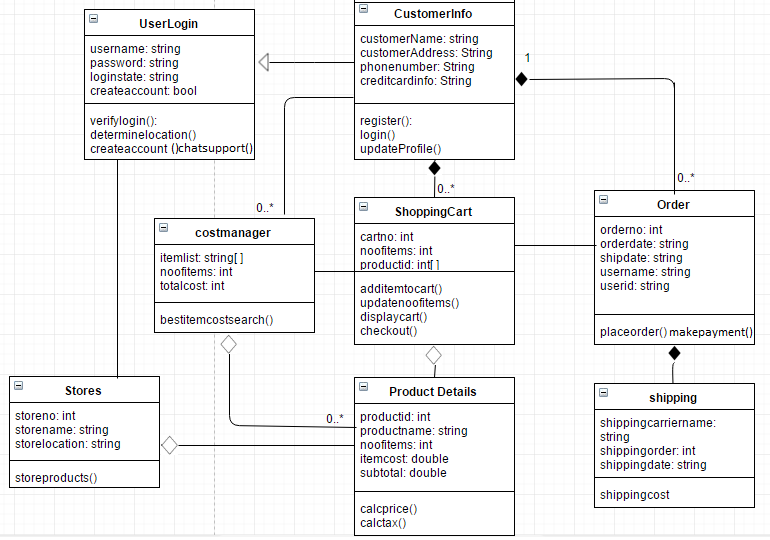 UserLogin
username: string
password: string
loginstate: string
createaccount: bool
verifylogin():
determinelocation()
createaccount ()chatsupport()
CustomerInfo
customerName: string
customerAddress: String
phonenumber: String
creditcardinfo: String
register():
login()
updateProfile()
1
0..*
0..*
0..*
costmanager
itemlist: string[ ]
noofitems: int
totalcost: int
bestitemcostsearch()
ShoppingCart
cartno: int
noofitems: int
productid: int[ ]
additemtocart()
updatenoofitems()
displaycart()
checkout()
Order
orderno: int
orderdate: string
shipdate: string
username: string
userid: string
placeorder() makepayment()
Stores
storeno: int
storename: string
storelocation: string
storeproducts()
0..*
Product Details
productid: int
productname: string
noofitems: int
itemcost: double
subtotal: double
calcprice()
calctax()
shipping
shippingcarriername:
string
shippingorder: int
shippingdate: string
shippingcost